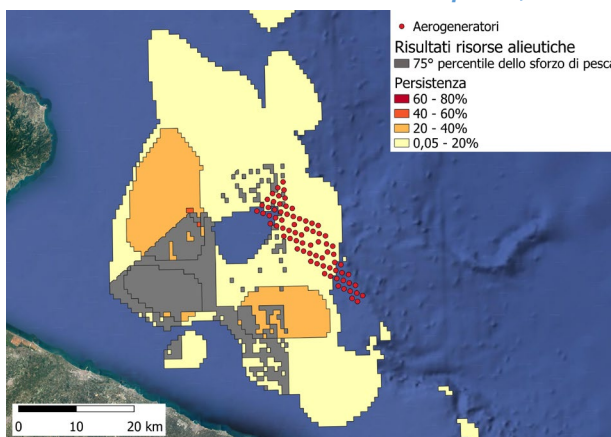 Aerogeneratori
Risultati risorse alieutiche
75° percentile dello sforzo di pesca
Persistenza
60 - 80%
40 - 60%
20 - 40%
0,05 - 20%
0 10 20 km